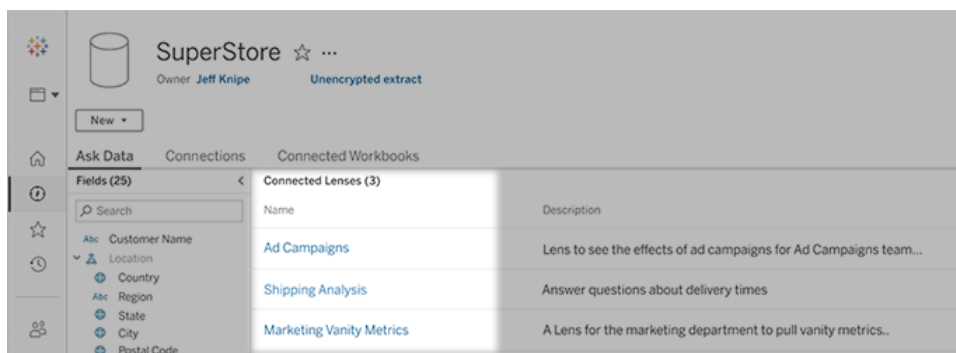 SuperStore ☆ ···
Owner Jeff Knipe Unencrypted extract
New
Ask Data Connections Connected Workbooks
Fields (25) <
Search
Abc Customer Name
Location
Country
Abc Region
State
City
Postal Code
Connected Lenses (3)
Name Description
Ad Campaigns Lens to see the effects of ad campaigns for Ad Campaigns team...
Shipping Analysis Answer questions about delivery times
Marketing Vanity Metrics A Lens for the marketing department to pull vanity metrics..